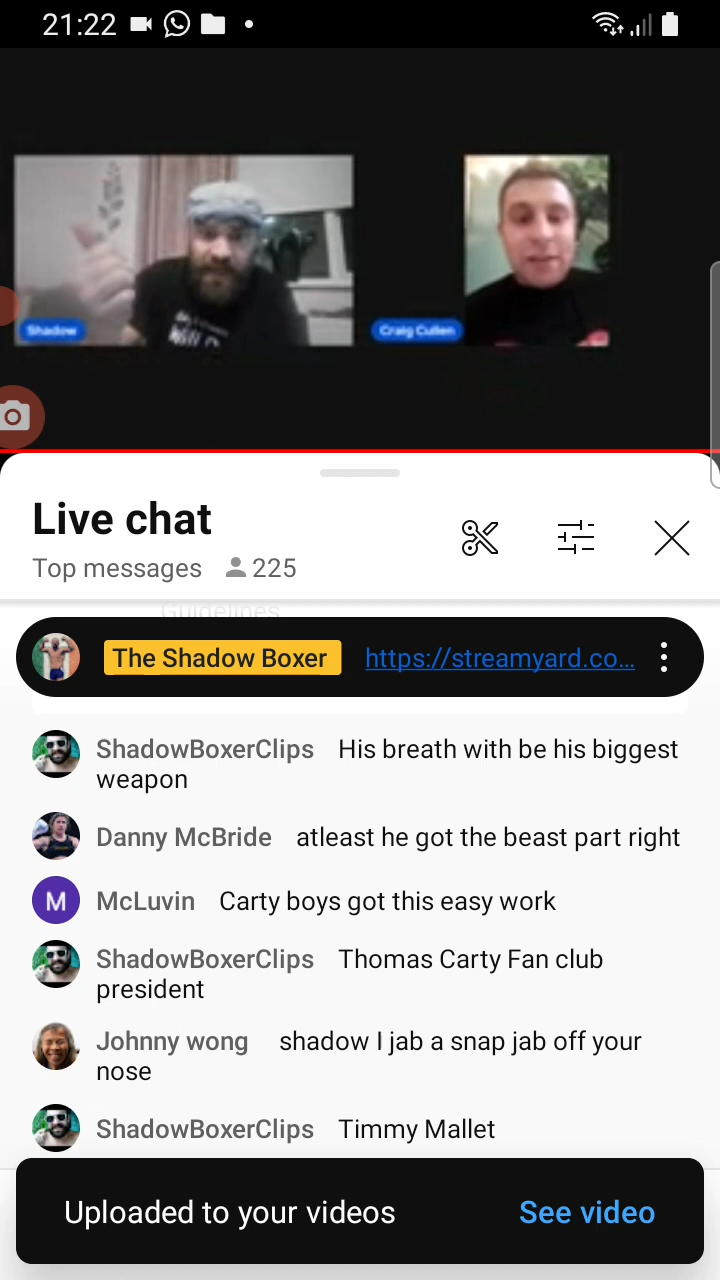 21:22
Shadow
Craig Cullen
Live chat
Top messages 225
Guidelines
The Shadow Boxer https://streamyard.co...
ShadowBoxerClips His breath with be his biggest
weapon
Danny McBride atleast he got the beast part right
M McLuvin Carty boys got this easy work
ShadowBoxerClips Thomas Carty Fan club
president
Johnny wong shadow I jab a snap jab off your
nose
ShadowBoxerClips Timmy Mallet
Uploaded to your videos See video